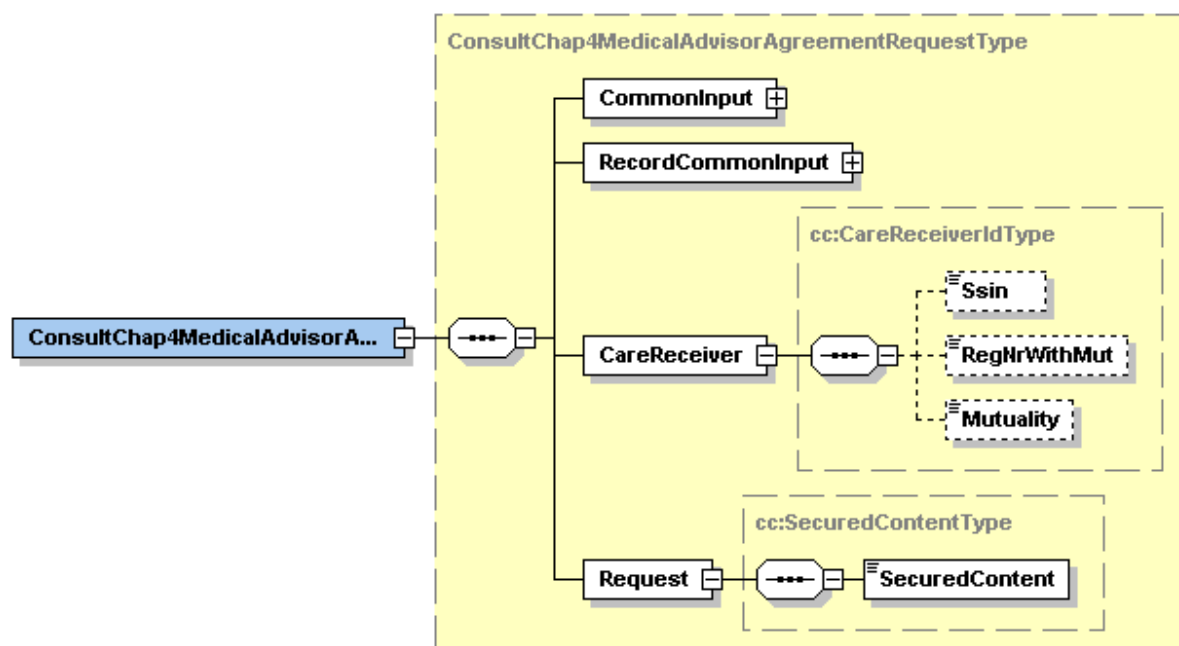 ConsultChap4MedicalAdvisorAgreementRequestType
CommonInput
RecordCommonInput
cc:CareReceiverIdType
Ssin
ConsultChap4MedicalAdvisorA...
CareReceiver
RegNrWithMut
Mutuality
cc:SecuredContentType
Request
SecuredContent